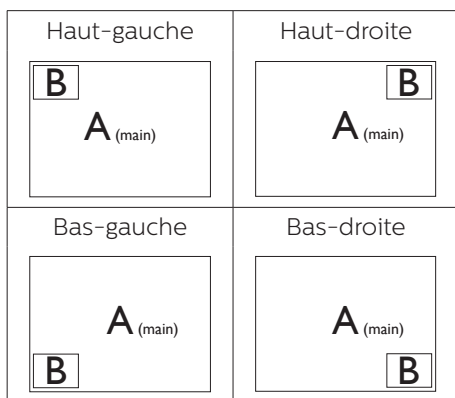 Haut-gauche
B
A (main)
Haut-droite
B
A (main)
Bas-gauche
A (main)
B
Bas-droite
A (main)
B